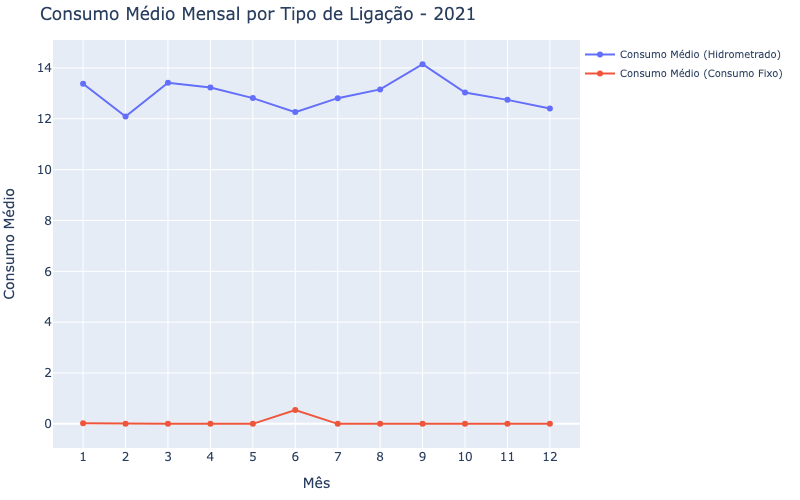 Consumo Médio Mensal por Tipo de Ligação - 2021
Consumo Médio (Hidrometrado)
Consumo Médio (Consumo Fixo)
Consumo Médio
14
12
10
8
6
4
2
0
1 2 3 4 5 6 7 8 9 10 11 12
Mês